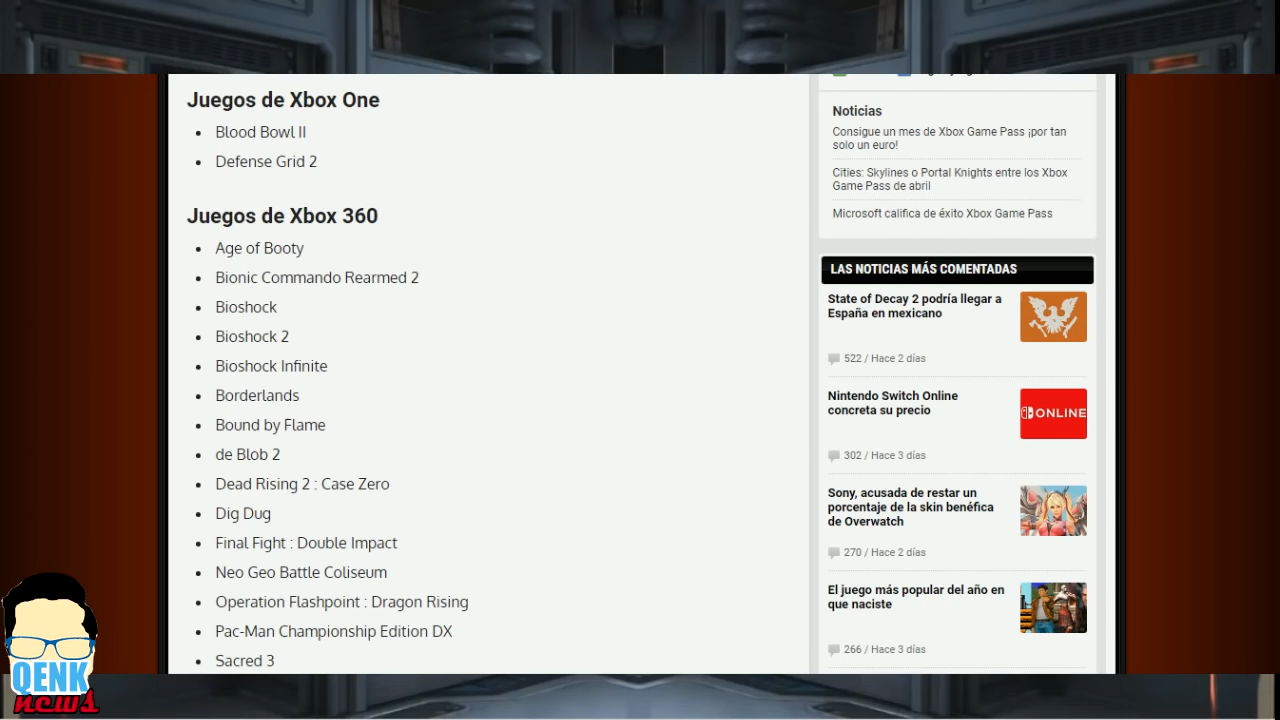 Juegos de Xbox One
Blood Bowl II
Defense Grid 2
Juegos de Xbox 360
Age of Booty
Bionic Commando Rearmed 2
Bioshock
Bioshock 2
Bioshock Infinite
Borderlands
Bound by Flame
de Blob 2
Dead Rising 2 : Case Zero
Dig Dug
Final Fight : Double Impact
Neo Geo Battle Coliseum
Operation Flashpoint : Dragon Rising
Pac-Man Championship Edition DX
Sacred 3
Noticias
Consigue un mes de Xbox Game Pass ¡por tan
solo un euro!
Cities: Skylines o Portal Knights entre los Xbox
Game Pass de abril
Microsoft califica de éxito Xbox Game Pass
LAS NOTICIAS MÁS COMENTADAS
State of Decay 2 podría llegar a
España en mexicano
522 / Hace 2 días
Nintendo Switch Online
concreta su precio
ONLINE
302 / Hace 3 días
Sony, acusada de restar un
porcentaje de la skin benéfica
de Overwatch
270 / Hace 2 días
El juego más popular del año en
que naciste
266 / Hace 3 días
QENK
news